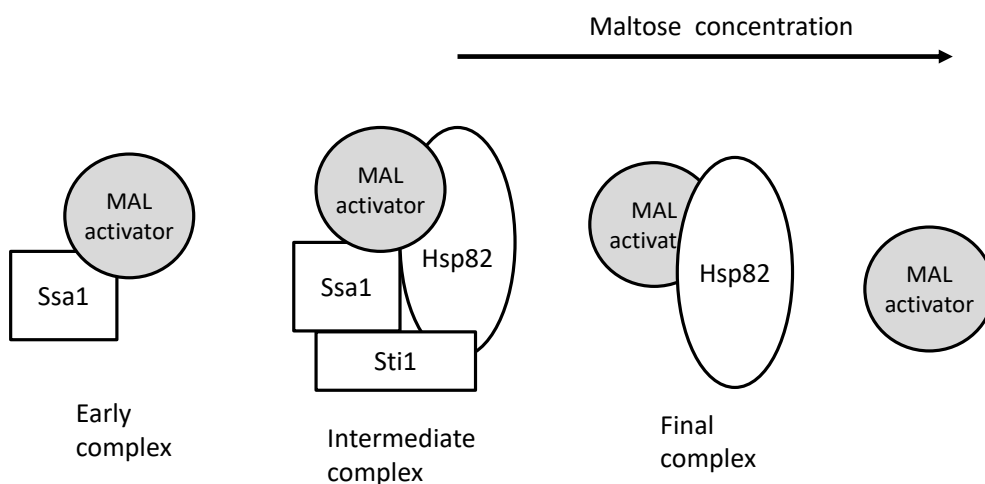 Maltose concentration
MAL
activator
Ssa1
MAL
activator
Hsp82
Ssa1
Sti1
MAL
activat
Hsp82
MAL
activator
Early
complex
Intermediate
complex
Final
complex